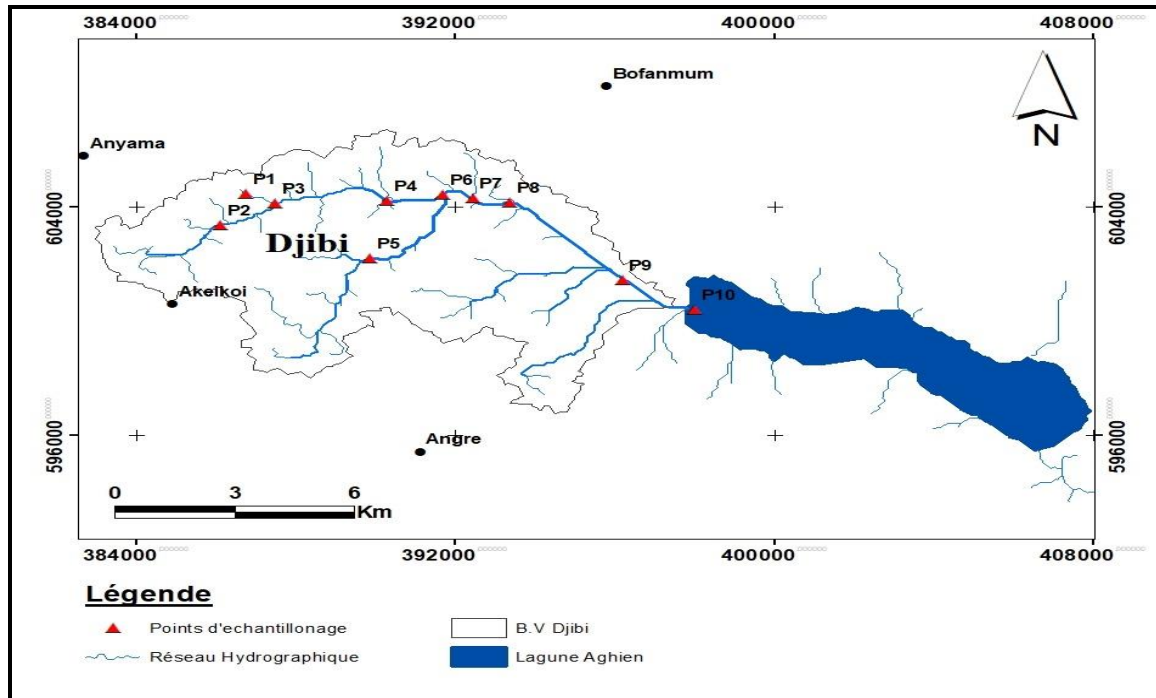 384000 392000 400000 408000
Bofanmum
Anyama
N
P1 P3 P4 P6 P7 P8
P2
604000 604000
Djibi P5
P9
Akeikoi
P10
596000 596000
Angre
0 3 6
Km
384000 392000 400000 408000
Légende
Points d'echantillonage B.V Djibi
Réseau Hydrographique Lagune Aghien